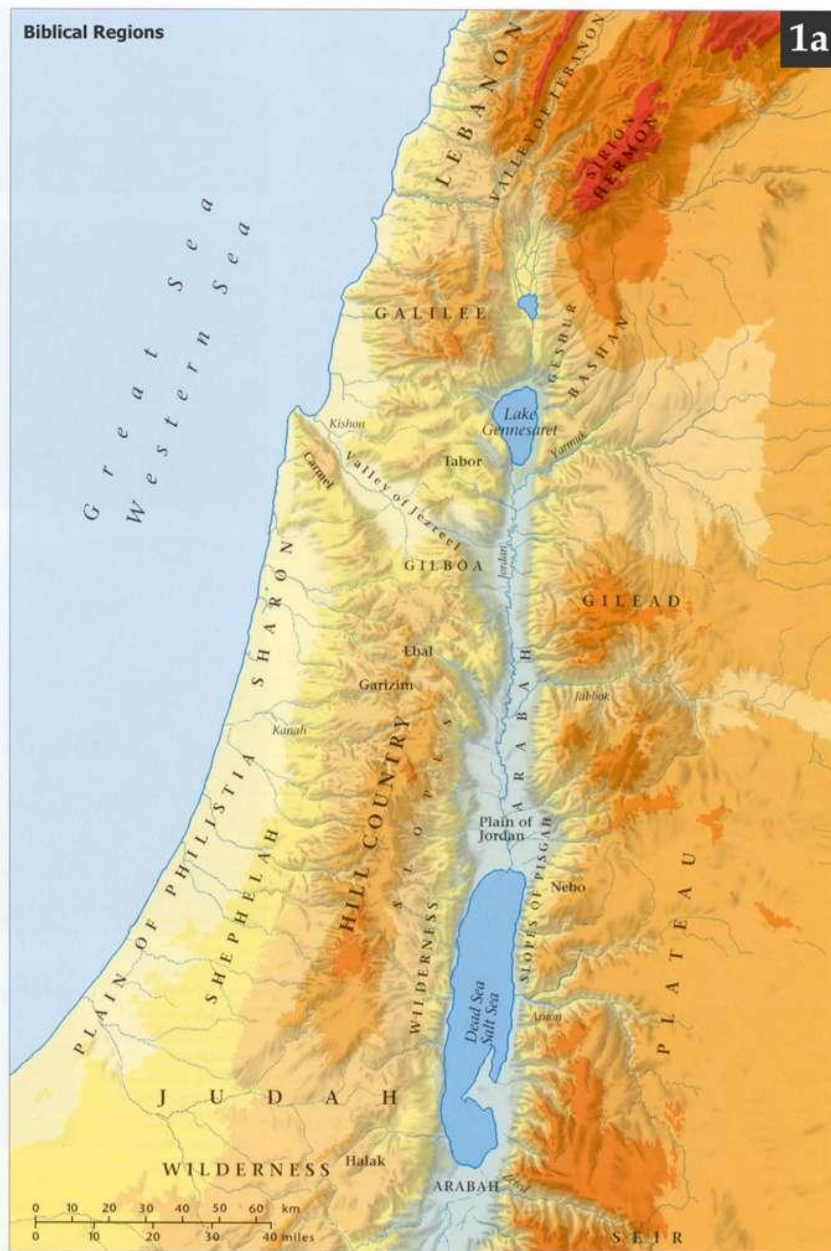 Biblical Regions
1a
LEBANON
VALLEY OF LEBANON
SIRION
HERMON
Great Sea
Western Sea
GALILEE
GESHUR
BASHAN
Lake
Gennesaret
Kishon
Carmel
Tabor
Yarmuk
Valley of Jezreel
GILBOA
Jordan
SHARON
GILEAD
Ebal
Garizim
Jabbok
Kanah
ARABAH
HILL COUNTRY
SLOPES
Plain of
Jordan
PLAIN OF PHILISTIA
SHEPHELAH
WILDERNESS
SLOPES OF PISGAH
Nebo
PLATEAU
Dead Sea
Salt Sea
Arnon
JUDAH
WILDERNESS
Halak
ARABAH
Zered
SEIR
0 10 20 30 40 50 60 km
0 10 20 30 40 miles